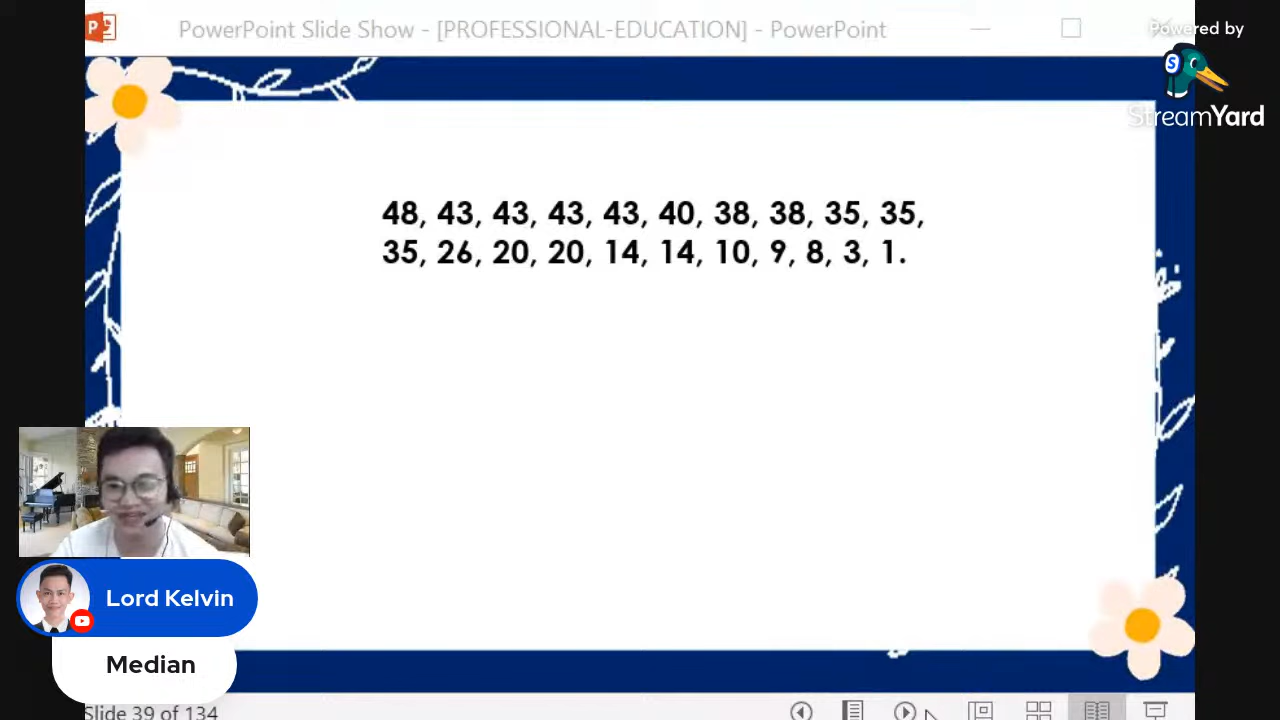 PowerPoint Slide Show - [PROFESSIONAL-EDUCATION] - PowerPoint
Powered by
StreamYard
48, 43, 43, 43, 43, 40, 38, 38, 35, 35,
35, 26, 20, 20, 14, 14, 10, 9, 8, 3, 1.
Lord Kelvin
Median
Slide 39 of 134